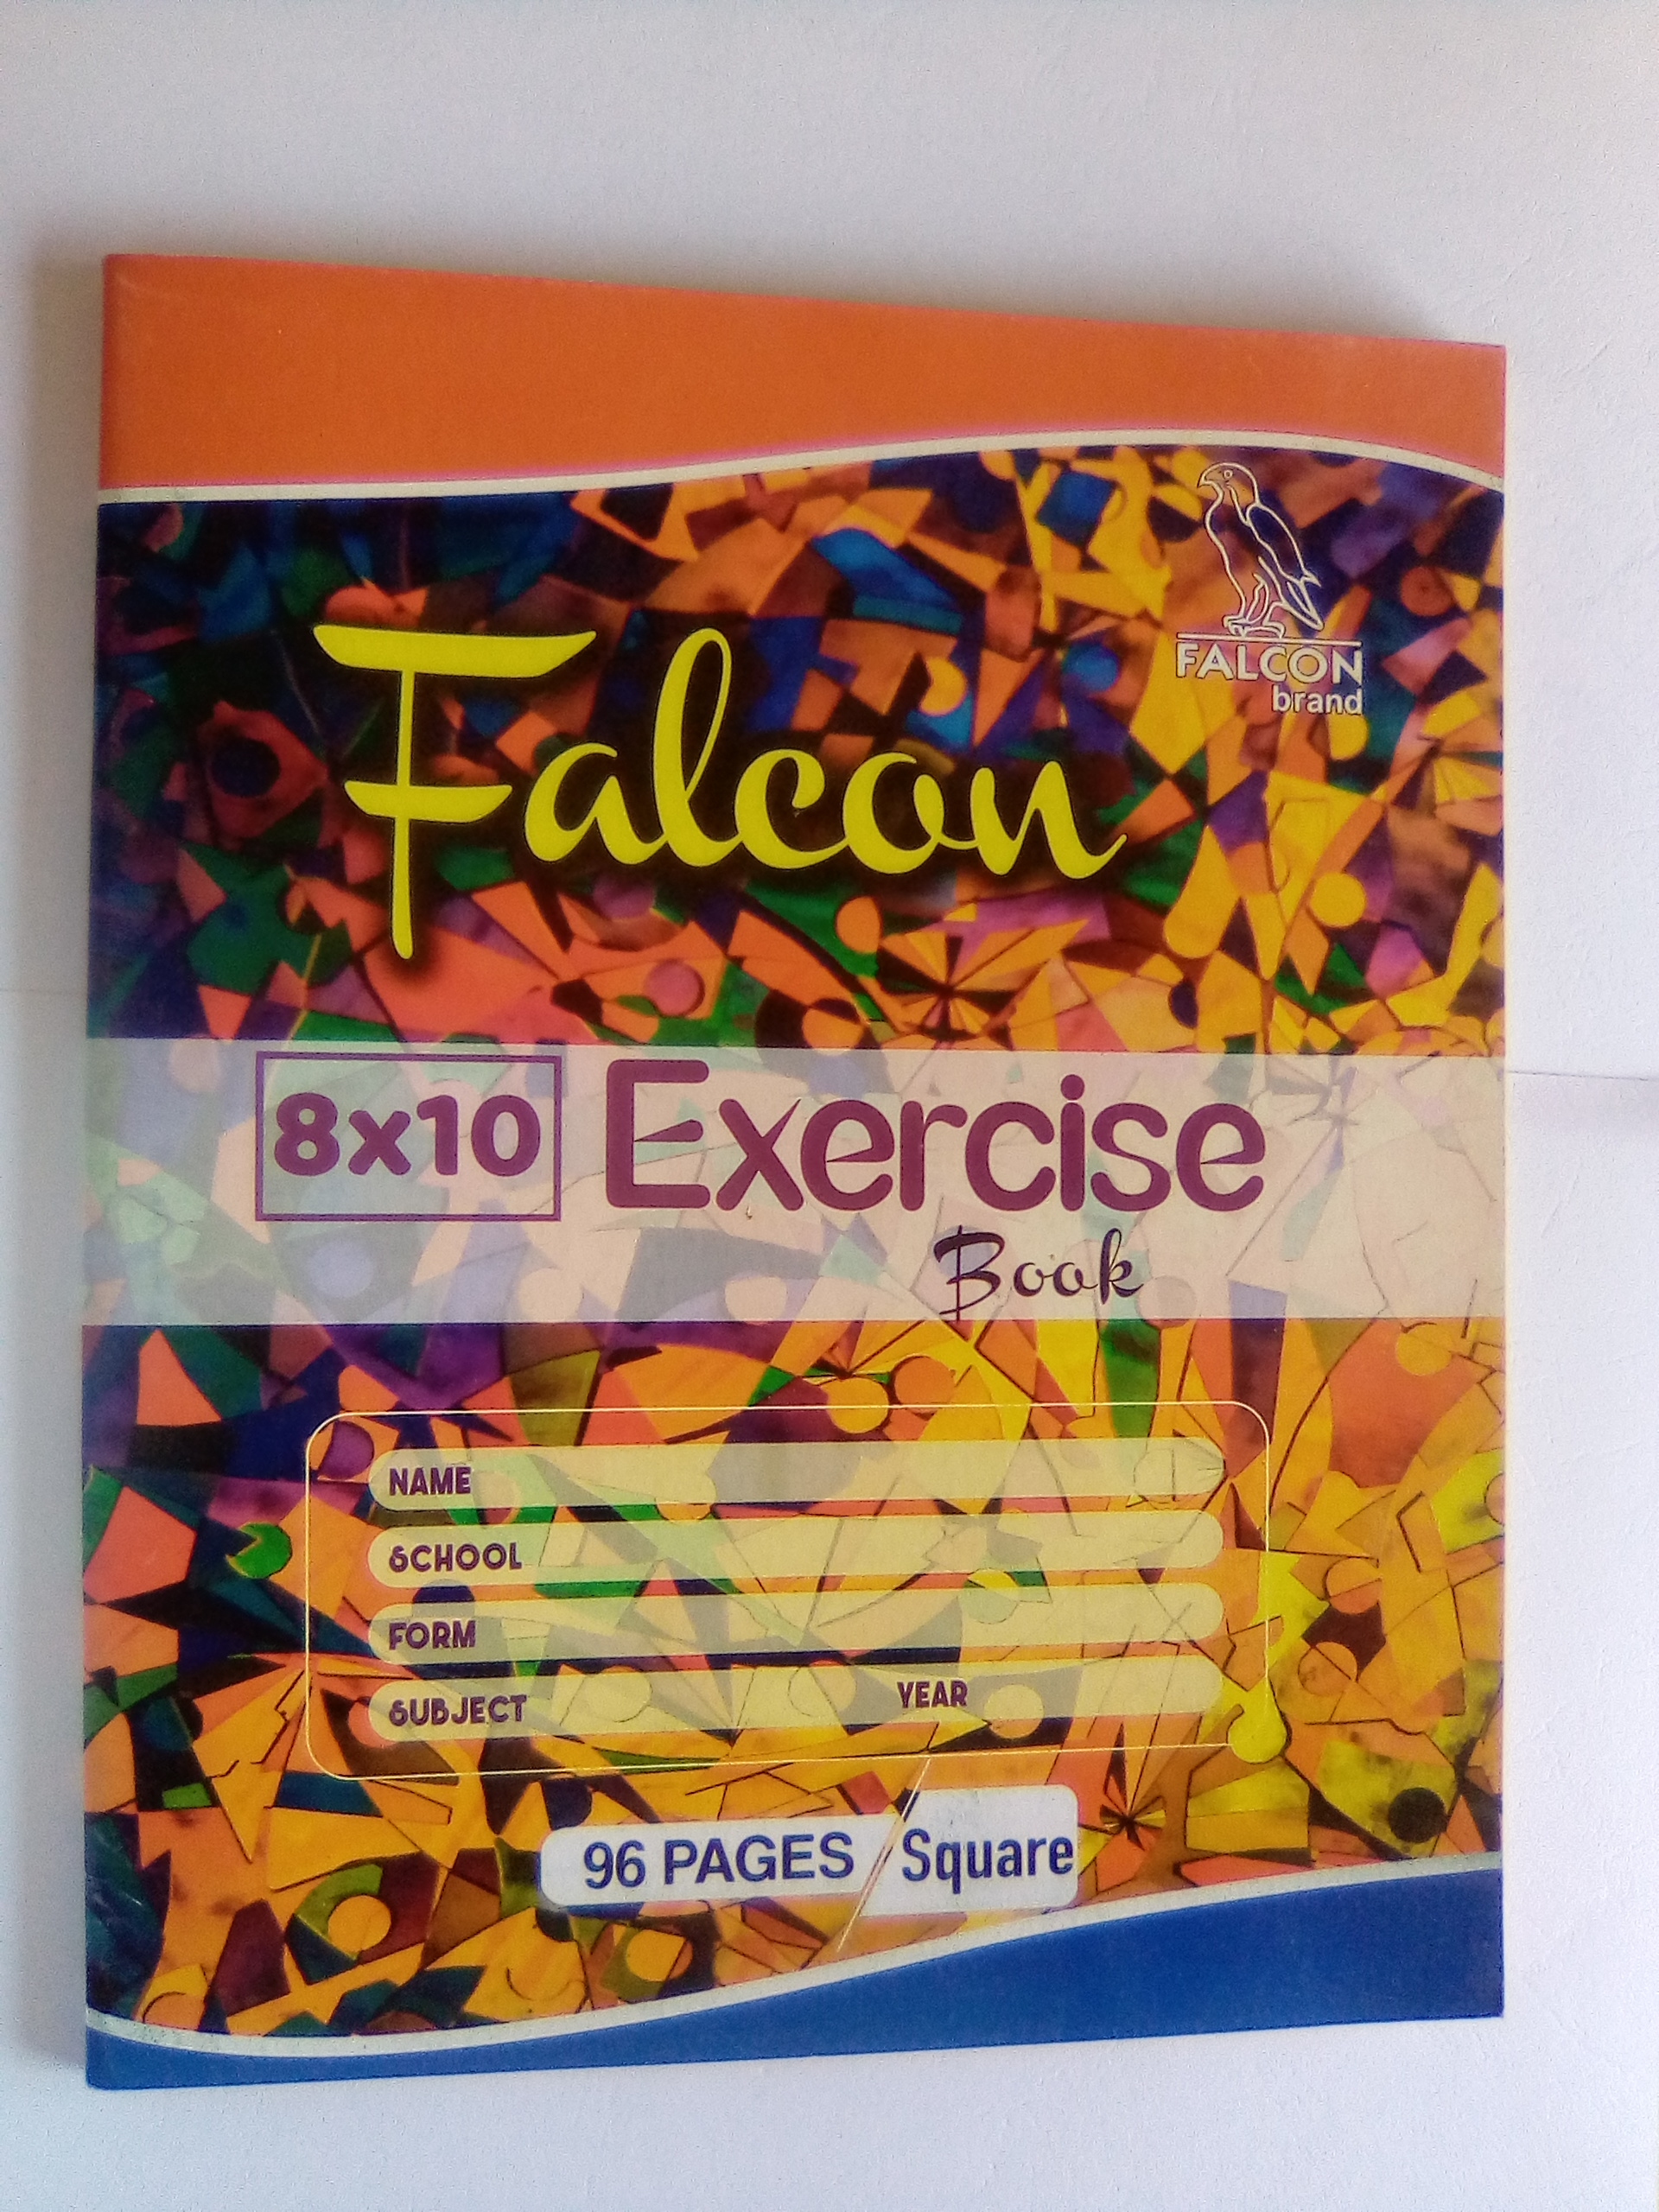 FALCON
brand
Falcon
8x10 Exercise
Book
NAME
SCHOOL
FORM
SUBJECT YEAR
96 PAGES Square